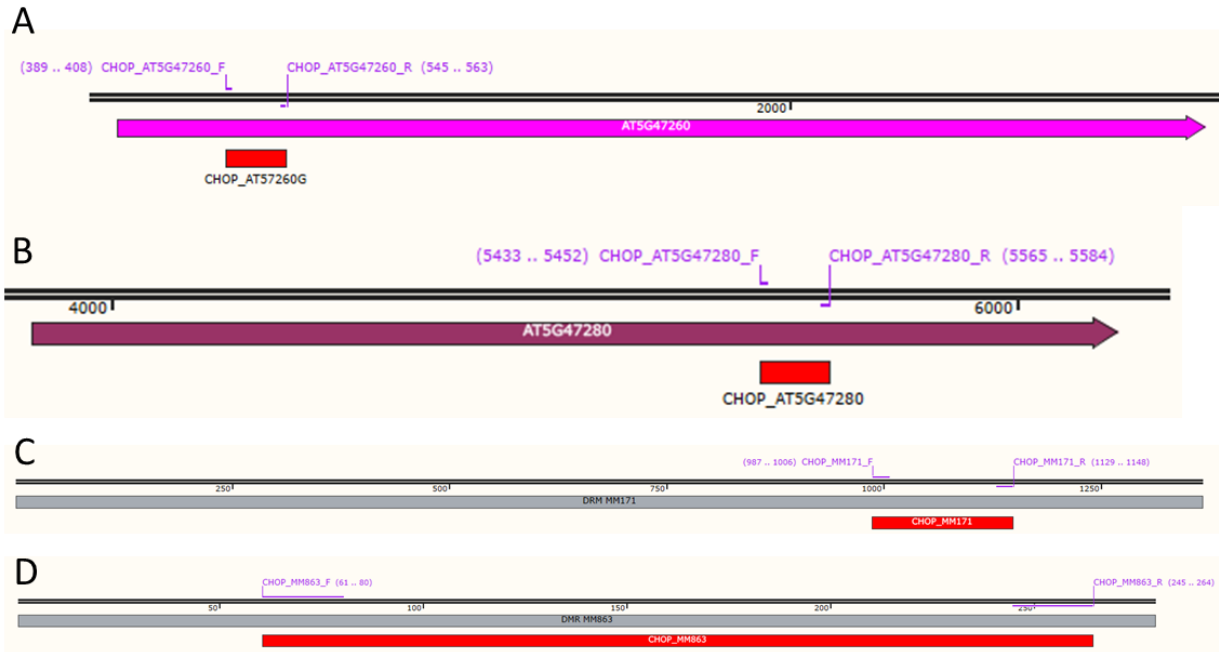 A
(389 .. 408) CHOP_AT5G47260_F CHOP_AT5G47260_R (545 .. 563)
2000
AT5G47260
CHOP_AT57260G
B
(5433 .. 5452) CHOP_AT5G47280_F CHOP_AT5G47280_R (5565 .. 5584)
4000 6000
AT5G47280
CHOP_AT5G47280
C
(987 .. 1006) CHOP_MM171_F CHOP_MM171_R (1129 .. 1148)
250 500 750 1000 1250
DRM MM171
CHOP_MM171
D
CHOP_MM863_F (61 .. 80) CHOP_MM863_R (245 .. 264)
50 100 150 200 250
DMR MM863
CHOP_MM863